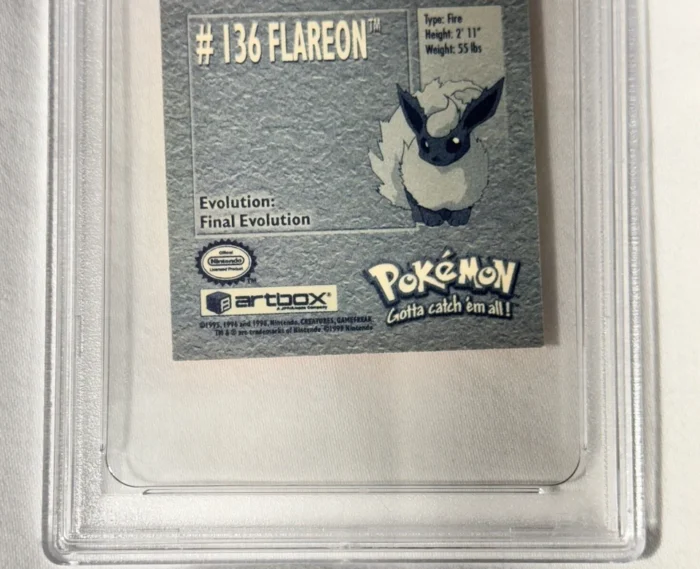 # 136 FLAREON™
Type: Fire
Height: 2' 11"
Weight: 55 lbs
Evolution:
Final Evolution
Official
Nintendo
Licensed Product
TM
artbox®
POKéMON
Gotta catch 'em all!
©1995, 1996 and 1998, Nintendo, CREATURES, GAMEFREAK.
TM & ® are trademarks of Nintendo ©1999 Nintendo